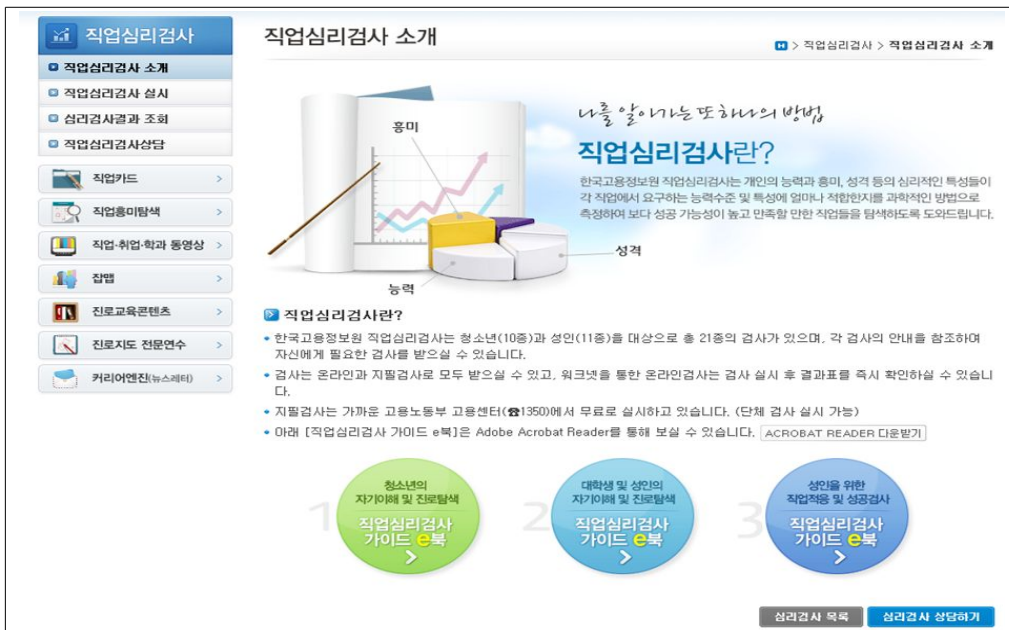 직업심리검사
직업심리검사 소개
직업심리검사 실시
심리검사결과 조회
직업심리검사상담
직업카드
직업흥미탐색
직업·취업·학과 동영상
잡맵
진로교육콘텐츠
진로지도 전문연수
커리어엔진(뉴스레터)
직업심리검사 소개
H > 직업심리검사 > 직업심리검사 소개
나를 알아가는 또 하나의 방법
직업심리검사란?
한국고용정보원 직업심리검사는 개인의 능력과 흥미, 성격 등의 심리적인 특성들이
각 직업에서 요구하는 능력수준 및 특성에 얼마나 적합한지를 과학적인 방법으로
측정하여 보다 성공 가능성이 높고 만족할 만한 직업들을 탐색하도록 도와드립니다.
흥미
성격
능력
직업심리검사란?
한국고용정보원 직업심리검사는 청소년(10종)과 성인(11종)을 대상으로 총 21종의 검사가 있으며, 각 검사의 안내를 참조하여
자신에게 필요한 검사를 받으실 수 있습니다.
검사는 온라인과 지필검사로 모두 받으실 수 있고, 워크넷을 통한 온라인검사는 검사 실시 후 결과표를 즉시 확인하실 수 있습니
다.
지필검사는 가까운 고용노동부 고용센터(☎1350)에서 무료로 실시하고 있습니다. (단체 검사 실시 가능)
아래 [직업심리검사 가이드 e북]은 Adobe Acrobat Reader를 통해 보실 수 있습니다. ACROBAT READER 다운받기
1
청소년의
자기이해 및 진로탐색
직업심리검사
가이드 e북
2
대학생 및 성인의
자기이해 및 진로탐색
직업심리검사
가이드 e북
3
성인을 위한
직업적응 및 성공검사
직업심리검사
가이드 e북
심리검사 목록
심리검사 상담하기